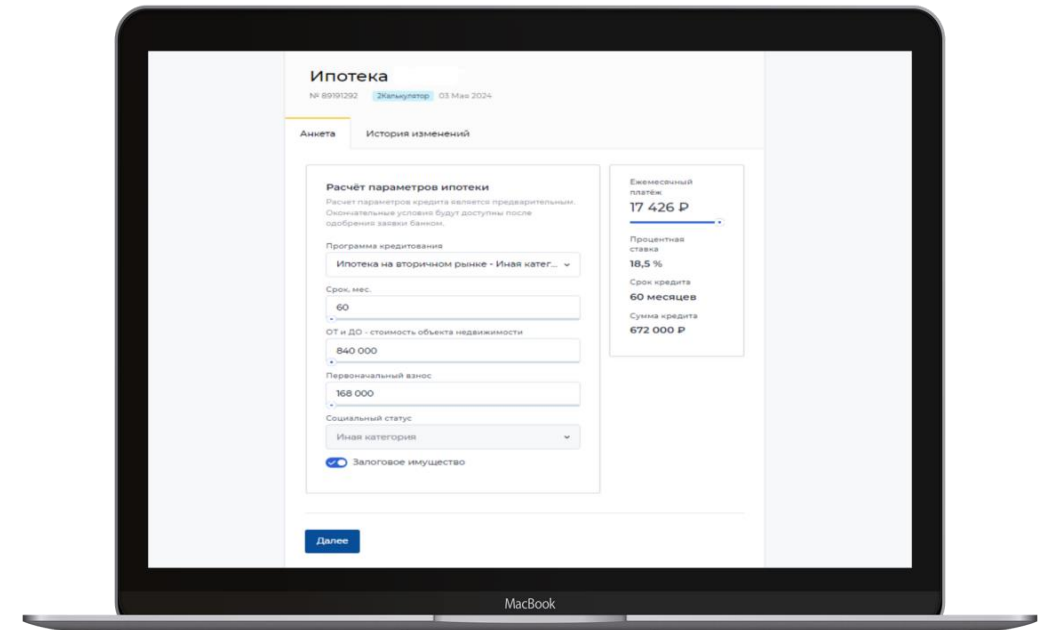 Ипотека
№ 89191292 2Калькулятор 03 Мая 2024
Анкета История изменений
Расчёт параметров ипотеки
Расчет параметров кредита является предварительным.
Окончательные условия будут доступны после
одобрения заявки банком.
Программа кредитования
Ипотека на вторичном рынке - Иная катег...
Срок, мес.
60
ОТ и ДО - стоимость объекта недвижимости
840 000
Первоначальный взнос
168 000
Социальный статус
Иная категория
Залоговое имущество
Далее
Ежемесячный
платёж
17 426 ₽
Процентная
ставка
18,5 %
Срок кредита
60 месяцев
Сумма кредита
672 000 ₽
MacBook